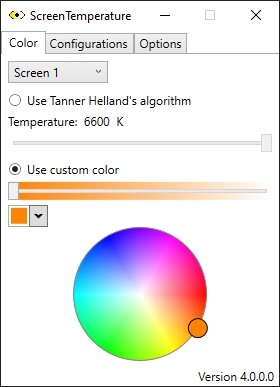 ScreenTemperature
Color Configurations Options
Screen 1
Use Tanner Helland's algorithm
Temperature: 6600 K
Use custom color
Version 4.0.0.0